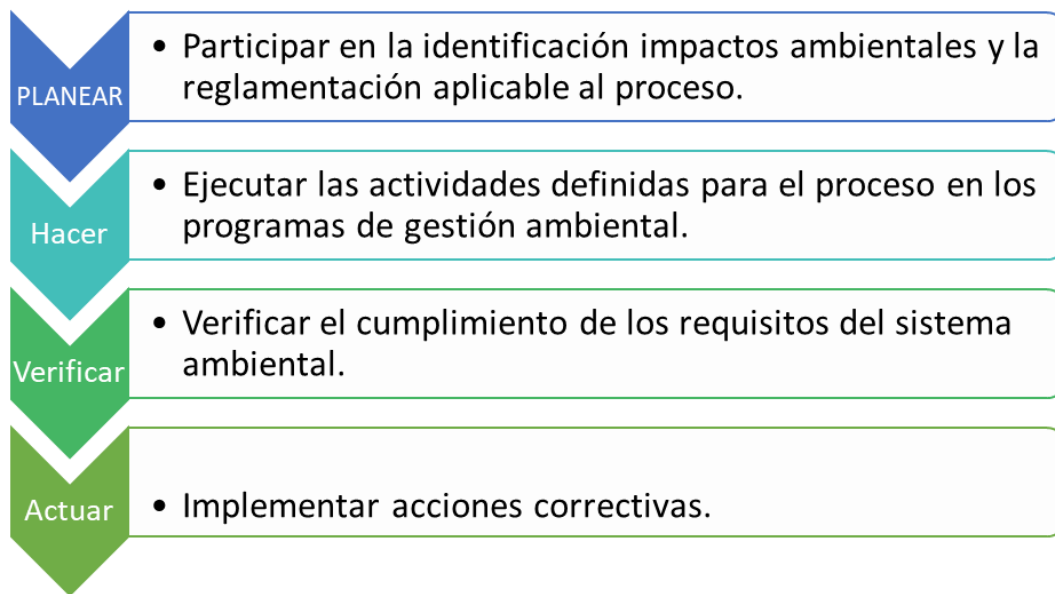 PLANEAR
• Participar en la identificación impactos ambientales y la
reglamentación aplicable al proceso.
Hacer
• Ejecutar las actividades definidas para el proceso en los
programas de gestión ambiental.
Verificar
• Verificar el cumplimiento de los requisitos del sistema
ambiental.
Actuar
• Implementar acciones correctivas.